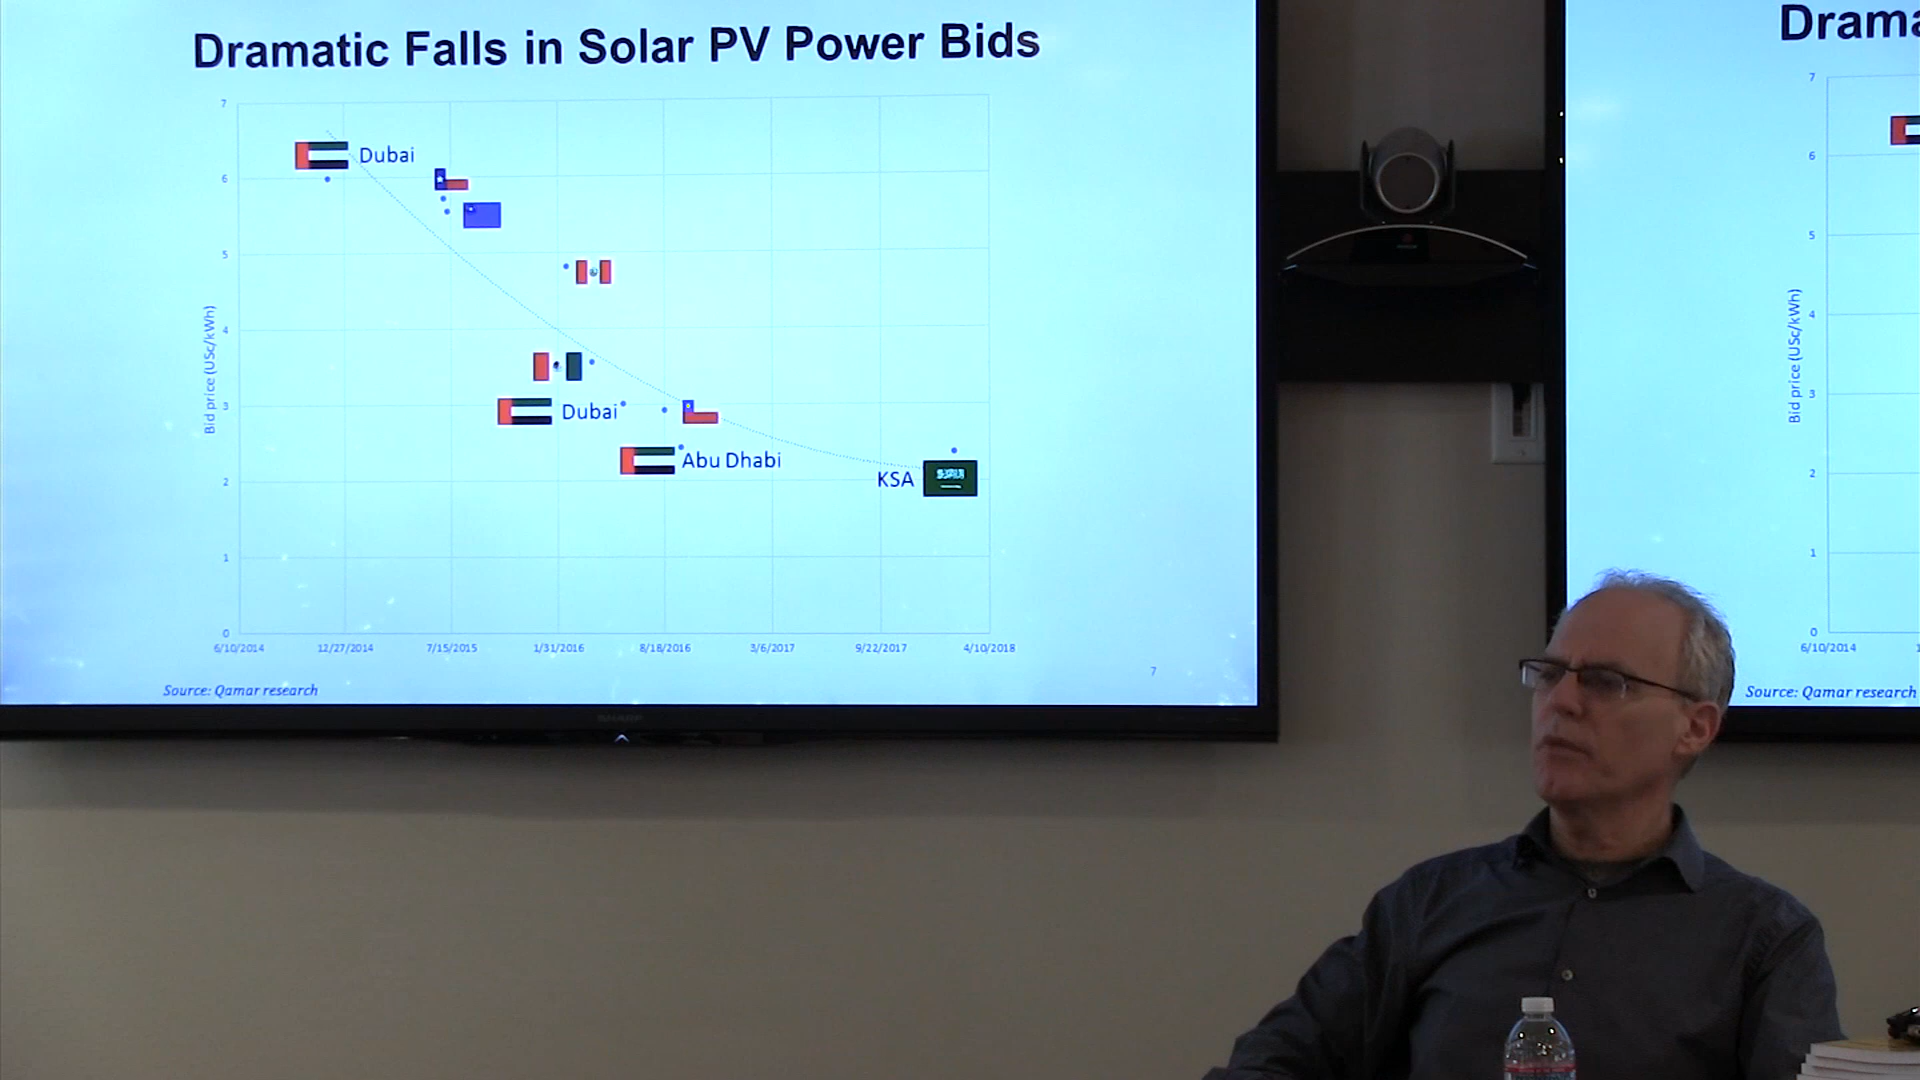 Dramatic Falls in Solar PV Power Bids
7
6
5
4
3
2
1
0
Bid price (USc/kWh)
Dubai
Dubai
Abu Dhabi
KSA
6/10/2014
12/27/2014
7/15/2015
1/31/2016
8/18/2016
3/6/2017
9/22/2017
4/10/2018
7
Source: Qamar research
SHARP
Drama
7
6
5
4
3
2
1
0
Bid price (USc/kWh)
6/10/2014
1
Source: Qamar research